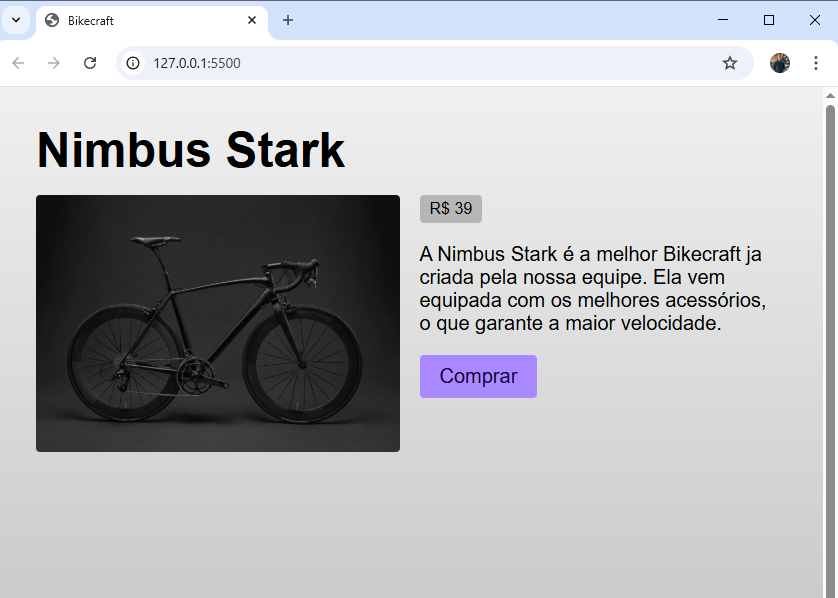 Bikecraft
127.0.0.1:5500
Nimbus Stark
R$ 39
A Nimbus Stark é a melhor Bikecraft ja
criada pela nossa equipe. Ela vem
equipada com os melhores acessórios,
o que garante a maior velocidade.
Comprar